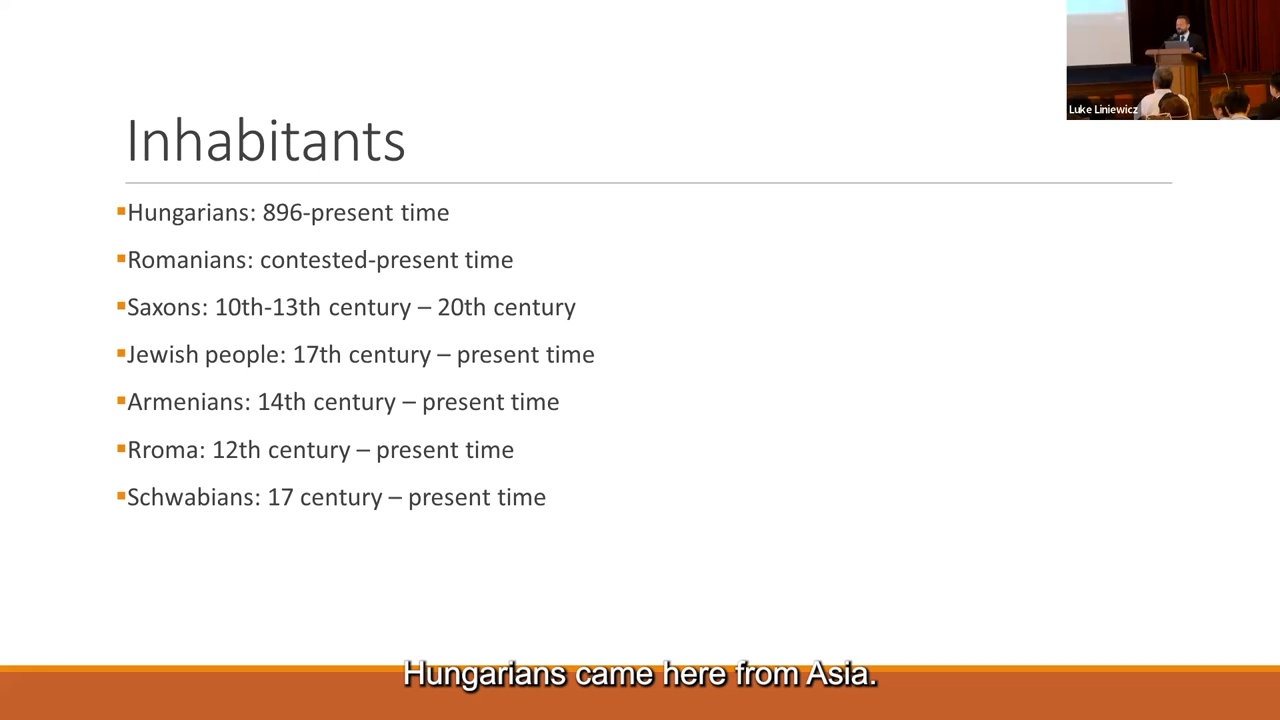 Luke Liniewicz
Inhabitants
Hungarians: 896-present time
Romanians: contested-present time
Saxons: 10th-13th century – 20th century
Jewish people: 17th century – present time
Armenians: 14th century – present time
Rroma: 12th century – present time
Schwabians: 17 century – present time
Hungarians came here from Asia.